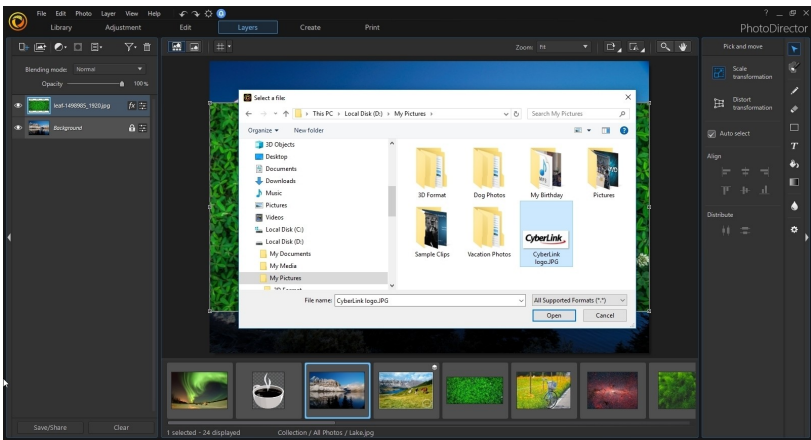 File Edit Photo Layer View Help
Library Adjustment Edit Layers Create Print
PhotoDirector
Zoom: Fit
Pick and move
Blending mode: Normal
Opacity 100 %
leaf-1498985_1920.jpg fx
Background
Scale transformation
Distort transformation
Auto select
Align
Distribute
Select a file:
This PC > Local Disk (D:) > My Pictures >
Search My Pictures
Organize New folder
3D Objects
Desktop
Documents
Downloads
Music
Pictures
Videos
Local Disk (C:)
Local Disk (D:)
My Documents
My Media
My Pictures
3D Format
3D Format Dog Photos My Birthday Pictures
CyberLink
Sample Clips Vacation Photos CyberLink logo.JPG
File name: CyberLink logo.JPG All Supported Formats (*.*)
Open Cancel
Save/Share Clear
1 selected - 24 displayed Collection / All Photos / Lake.jpg